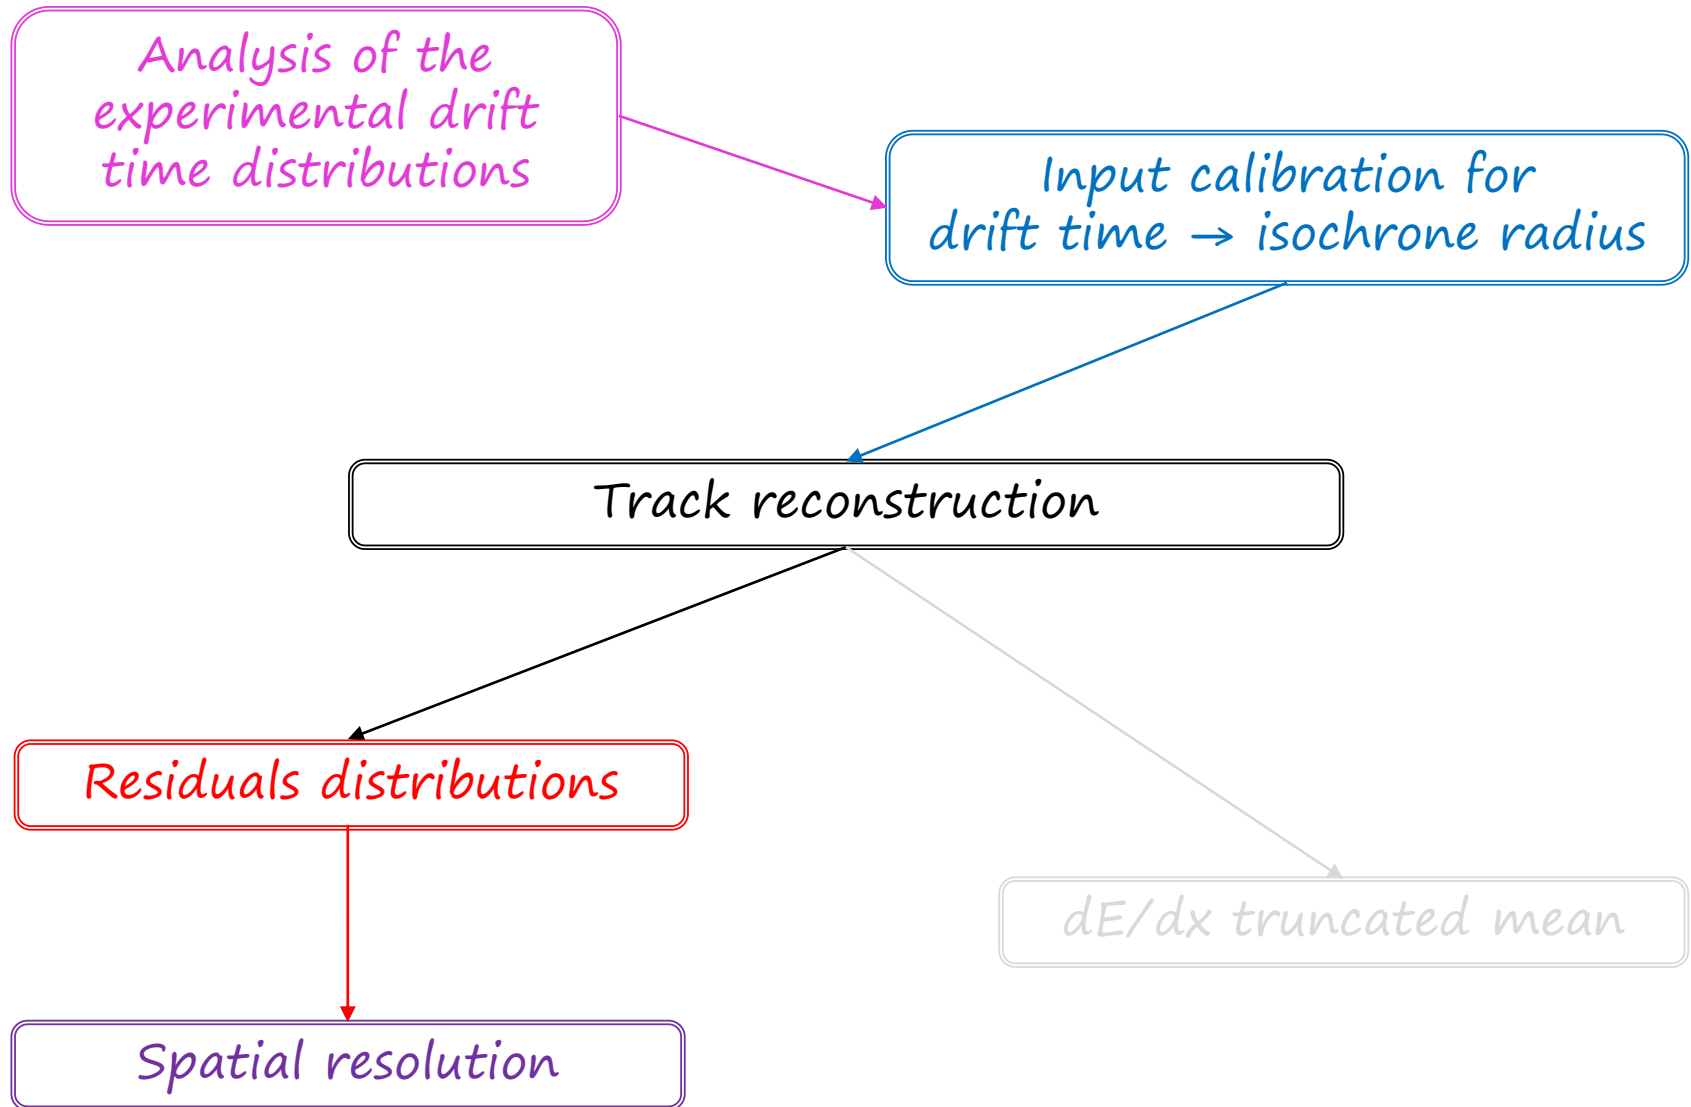 Analysis of the
experimental drift
time distributions
Input calibration for
drift time → isochrone radius
Track reconstruction
Residuals distributions
dE/dx truncated mean
Spatial resolution